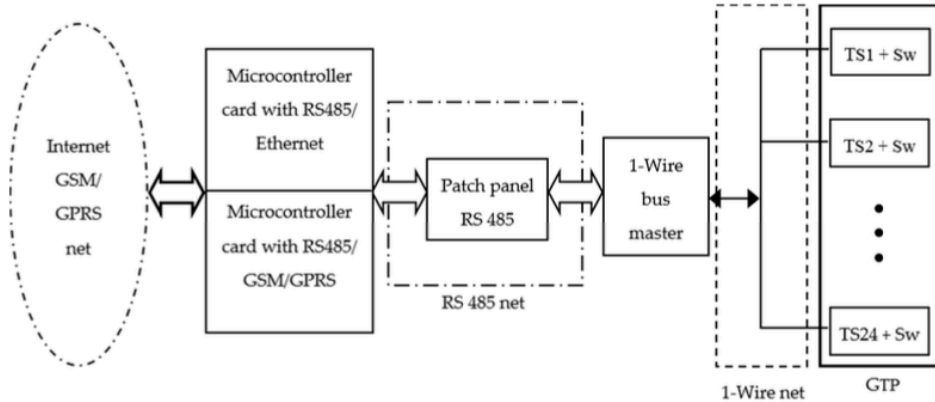 Internet
GSM/
GPRS
net
Microcontroller
card with RS485/
Ethernet
Microcontroller
card with RS485/
GSM/GPRS
Patch panel
RS 485
RS 485 net
1-Wire
bus
master
1-Wire net
TS1 + Sw
TS2 + Sw
TS24 + Sw
GTP